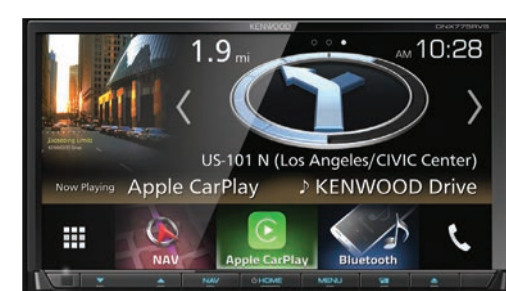 KENWOOD
DNX775RVS
1.9 mi
AM 10:28
US-101 N (Los Angeles/CIVIC Center)
Now Playing Apple CarPlay
KENWOOD Drive
NAV
Apple CarPlay
Bluetooth
NAV
HOME
MENU